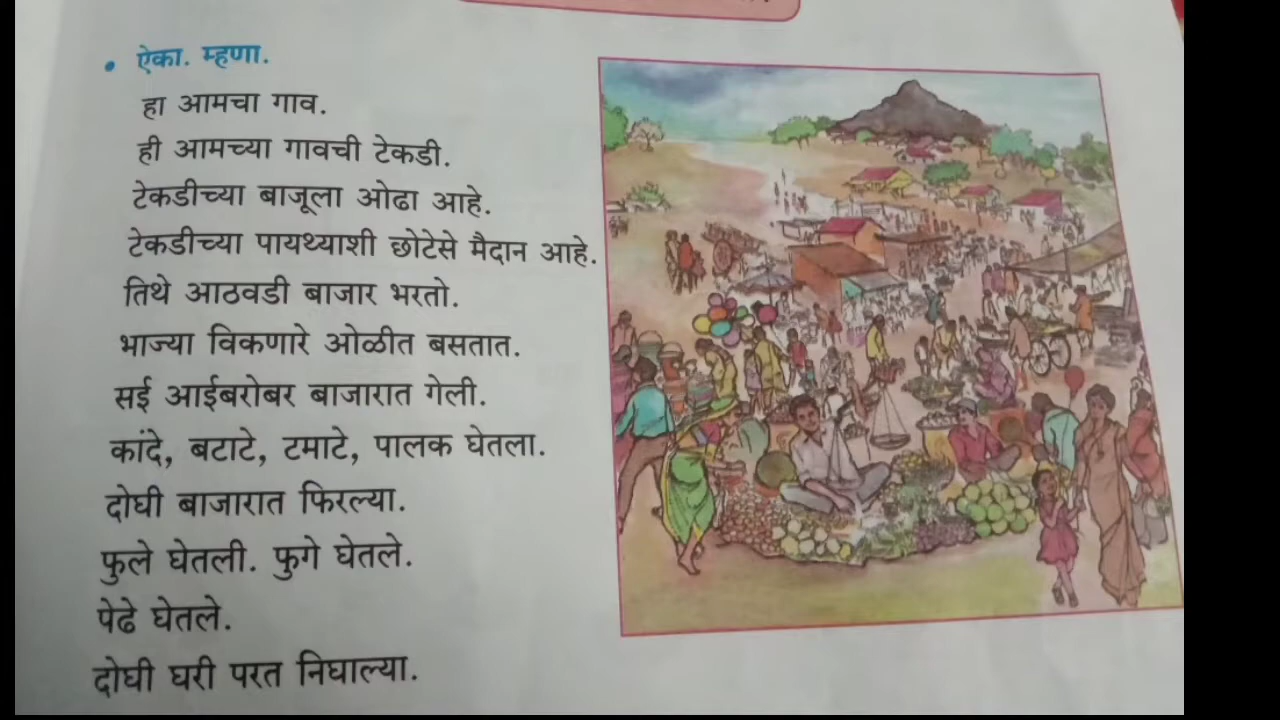 • ऐका. म्हणा.
हा आमचा गाव.
ही आमच्या गावची टेकडी.
टेकडीच्या बाजूला ओढा आहे.
टेकडीच्या पायथ्याशी छोटेसे मैदान आहे.
तिथे आठवडी बाजार भरतो.
भाज्या विकणारे ओळीत बसतात.
सई आईबरोबर बाजारात गेली.
कांदे, बटाटे, टमाटे, पालक घेतला.
दोघी बाजारात फिरल्या.
फुले घेतली. फुगे घेतले.
पेढे घेतले.
दोघी घरी परत निघाल्या.